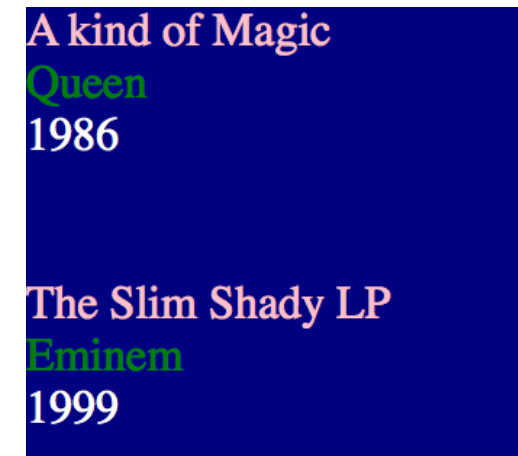 A kind of Magic
Queen
1986
The Slim Shady LP
Eminem
1999